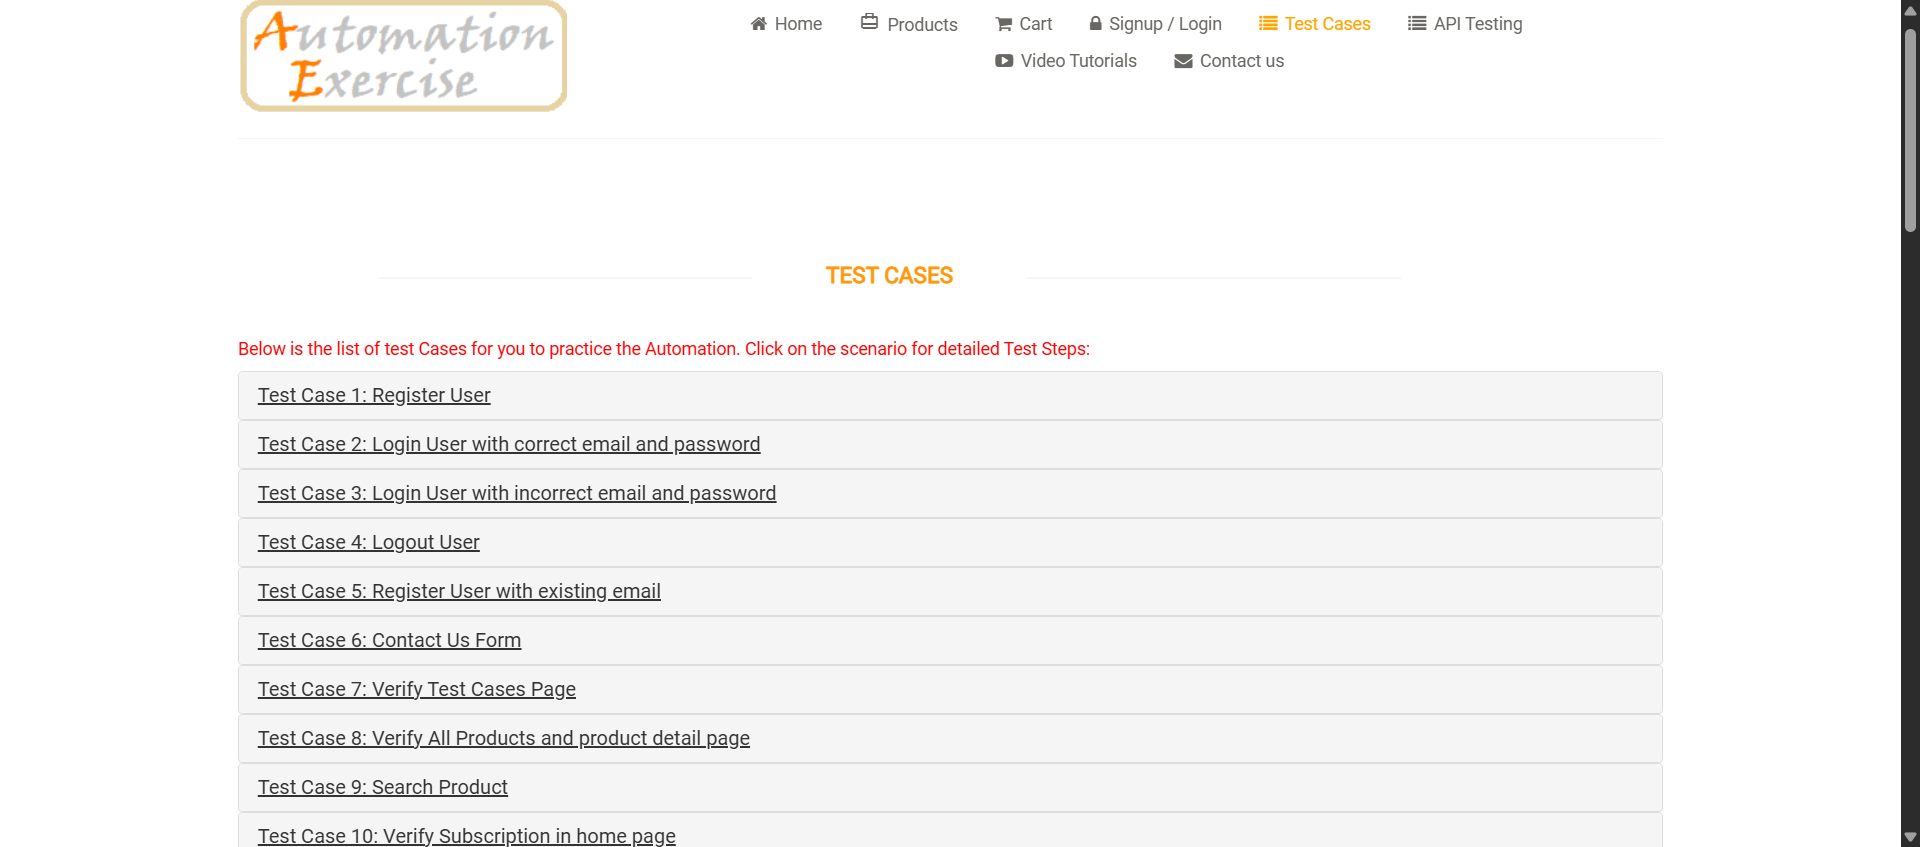 Automation
Exercise
Home Products Cart Signup / Login Test Cases API Testing
Video Tutorials Contact us
TEST CASES
Below is the list of test Cases for you to practice the Automation. Click on the scenario for detailed Test Steps:
Test Case 1: Register User
Test Case 2: Login User with correct email and password
Test Case 3: Login User with incorrect email and password
Test Case 4: Logout User
Test Case 5: Register User with existing email
Test Case 6: Contact Us Form
Test Case 7: Verify Test Cases Page
Test Case 8: Verify All Products and product detail page
Test Case 9: Search Product
Test Case 10: Verify Subscription in home page